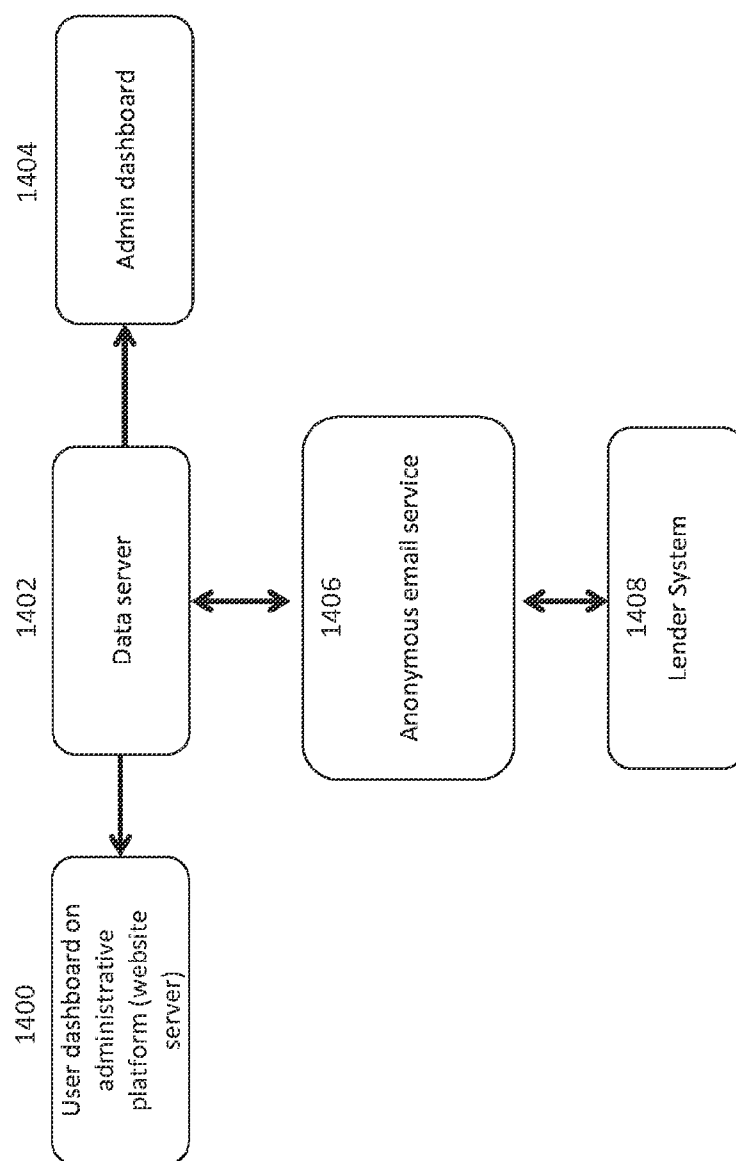 1400
User dashboard on
administrative
platform (website
server)
1402
Data server
1404
Admin dashboard
1406
Anonymous email service
1408
Lender System